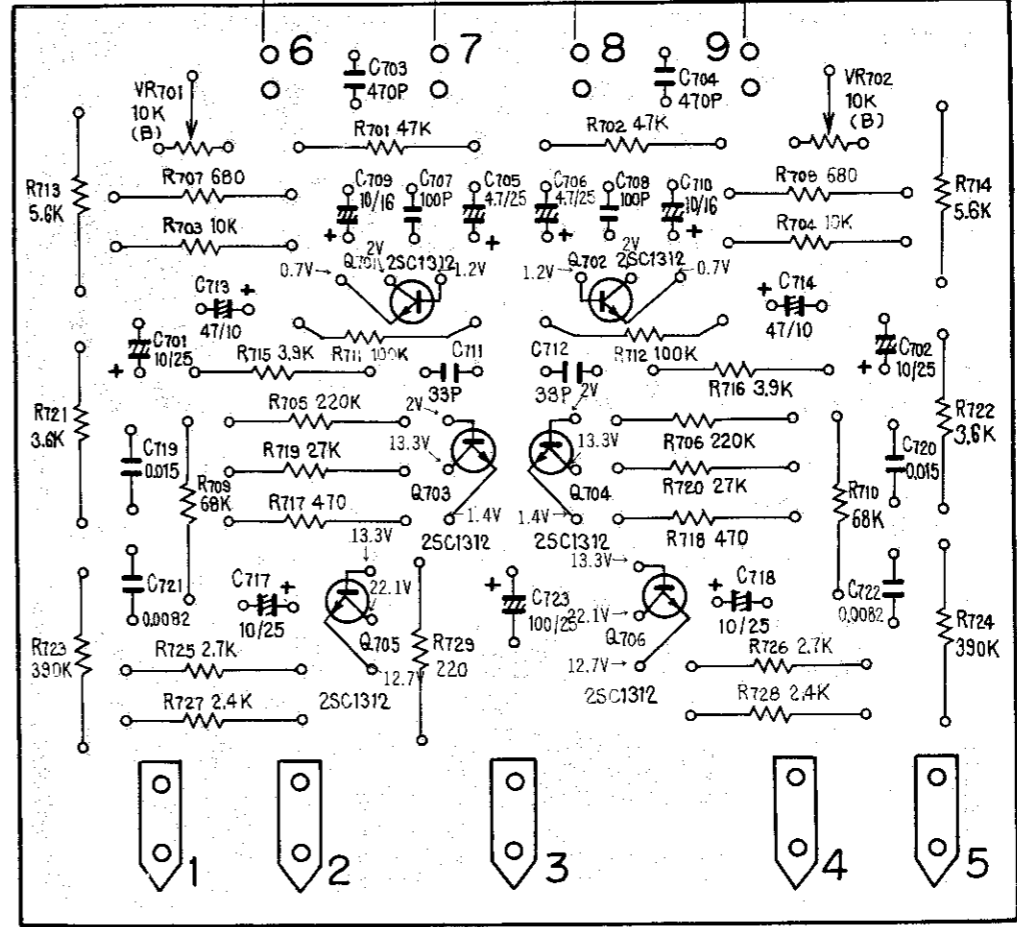 6
7
8
9
C703
470P
C704
470P
VR701
10K
(B)
VR702
10K
(B)
R701 47K
R702 47K
R713
5.6K
R707 680
C709
10/16
C707
100P
C705
4.7/25
C706
4.7/25
C708
100P
C710
10/16
R708 680
R714
5.6K
R703 10K
R704 10K
+
+
+
+
2V
Q701
2SC1312
0.7V
1.2V
2V
Q702
2SC1312
1.2V
0.7V
C713
+
47/10
C714
+
47/10
C701
10/25
+
C702
10/25
+
R711 100K
R712 100K
R715 3.9K
C711
33P
C712
33P
R716 3.9K
R721
3.6K
R705 220K
2V
2V
R706 220K
R722
3.6K
C719
0.015
R719 27K
13.3V
13.3V
R720 27K
C720
0.015
R709
68K
R717 470
Q703
1.4V
2SC1312
Q704
1.4V
2SC1312
R718 470
R710
68K
C721
0.0082
C717
+
10/25
13.3V
22.1V
Q705
12.7V
2SC1312
R729
220
+
C723
100/25
13.3V
22.1V
Q706
12.7V
2SC1312
+
C718
10/25
C722
0.0082
R723
390K
R724
390K
R725 2.7K
R726 2.7K
R727 2.4K
R728 2.4K
1
2
3
4
5